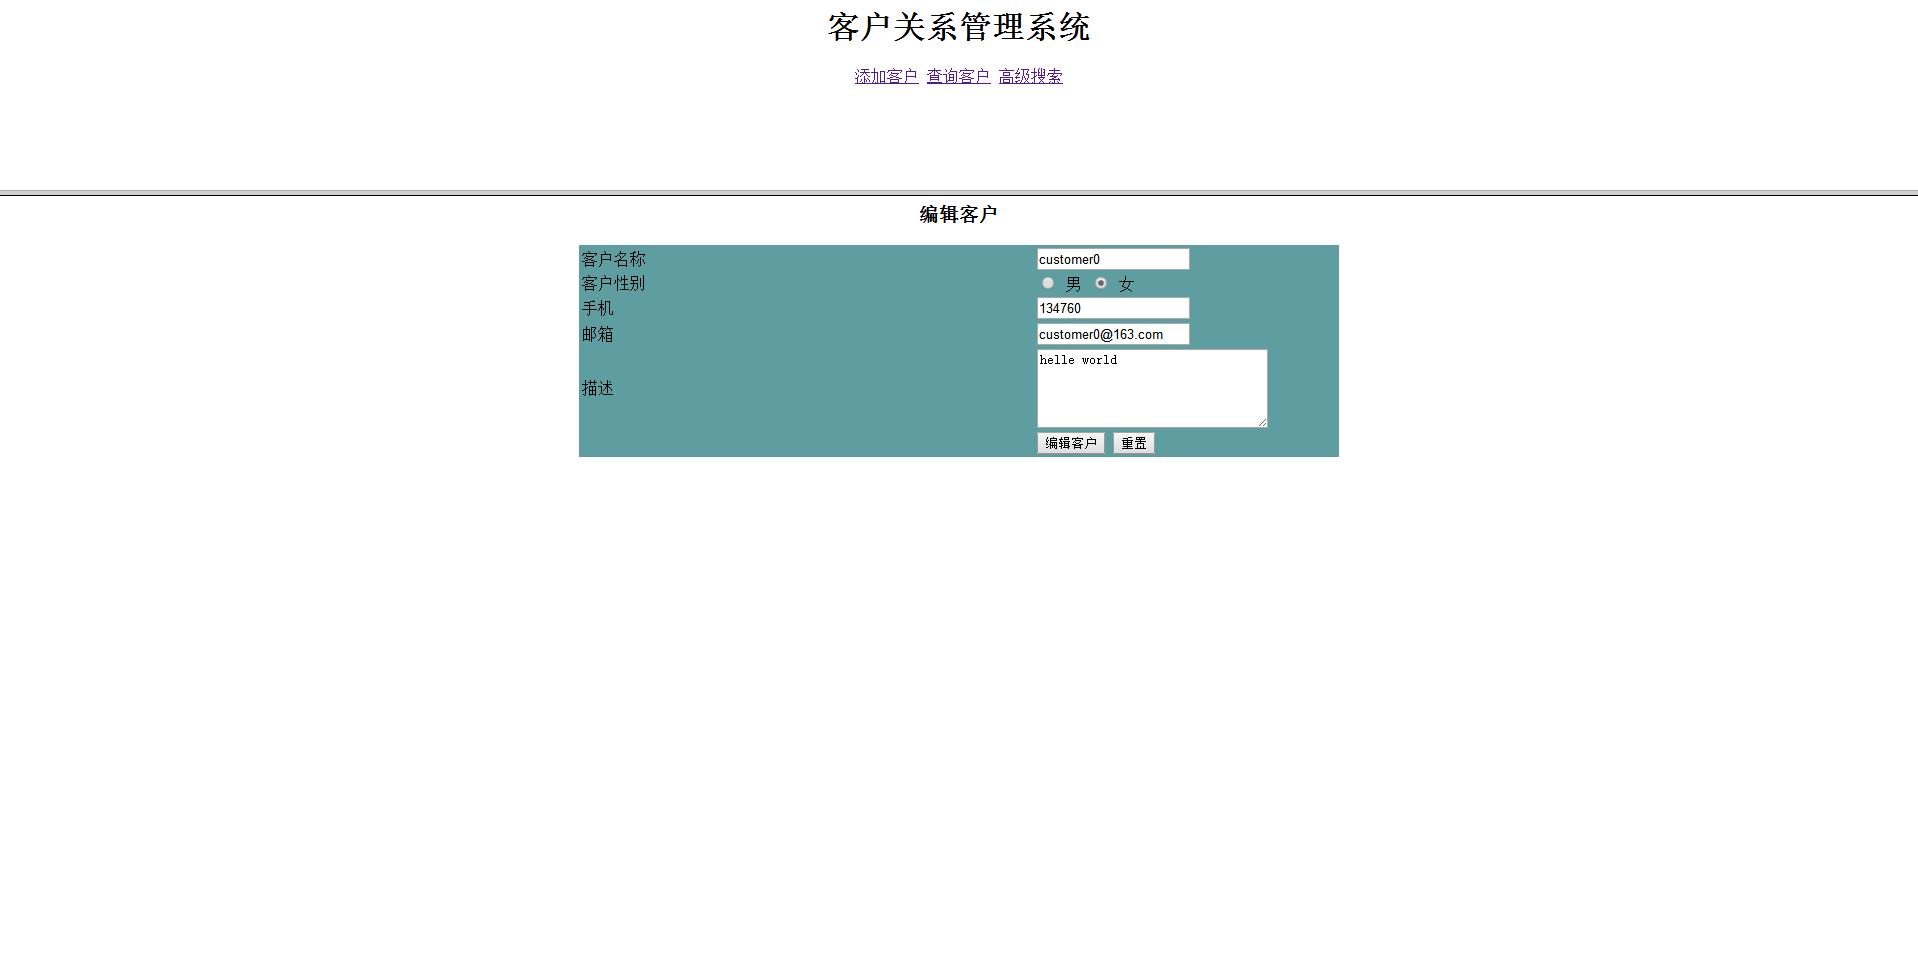 客户关系管理系统
添加客户 查询客户 高级搜索
编辑客户
客户名称 customer0
客户性别 男 女
手机 134760
邮箱 customer0@163.com
描述 helle world
编辑客户 重置